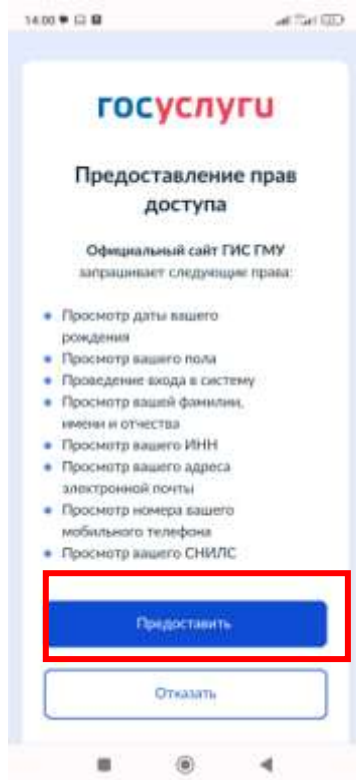 14:00
госуслуги
Предоставление прав
доступа
Официальный сайт ГИС ГМУ
запрашивает следующие права:
Просмотр даты вашего
рождения
Просмотр вашего пола
Проведение входа в систему
Просмотр вашей фамилии,
имени и отчества
Просмотр вашего ИНН
Просмотр вашего адреса
электронной почты
Просмотр номера вашего
мобильного телефона
Просмотр вашего СНИЛС
Предоставить
Отказать